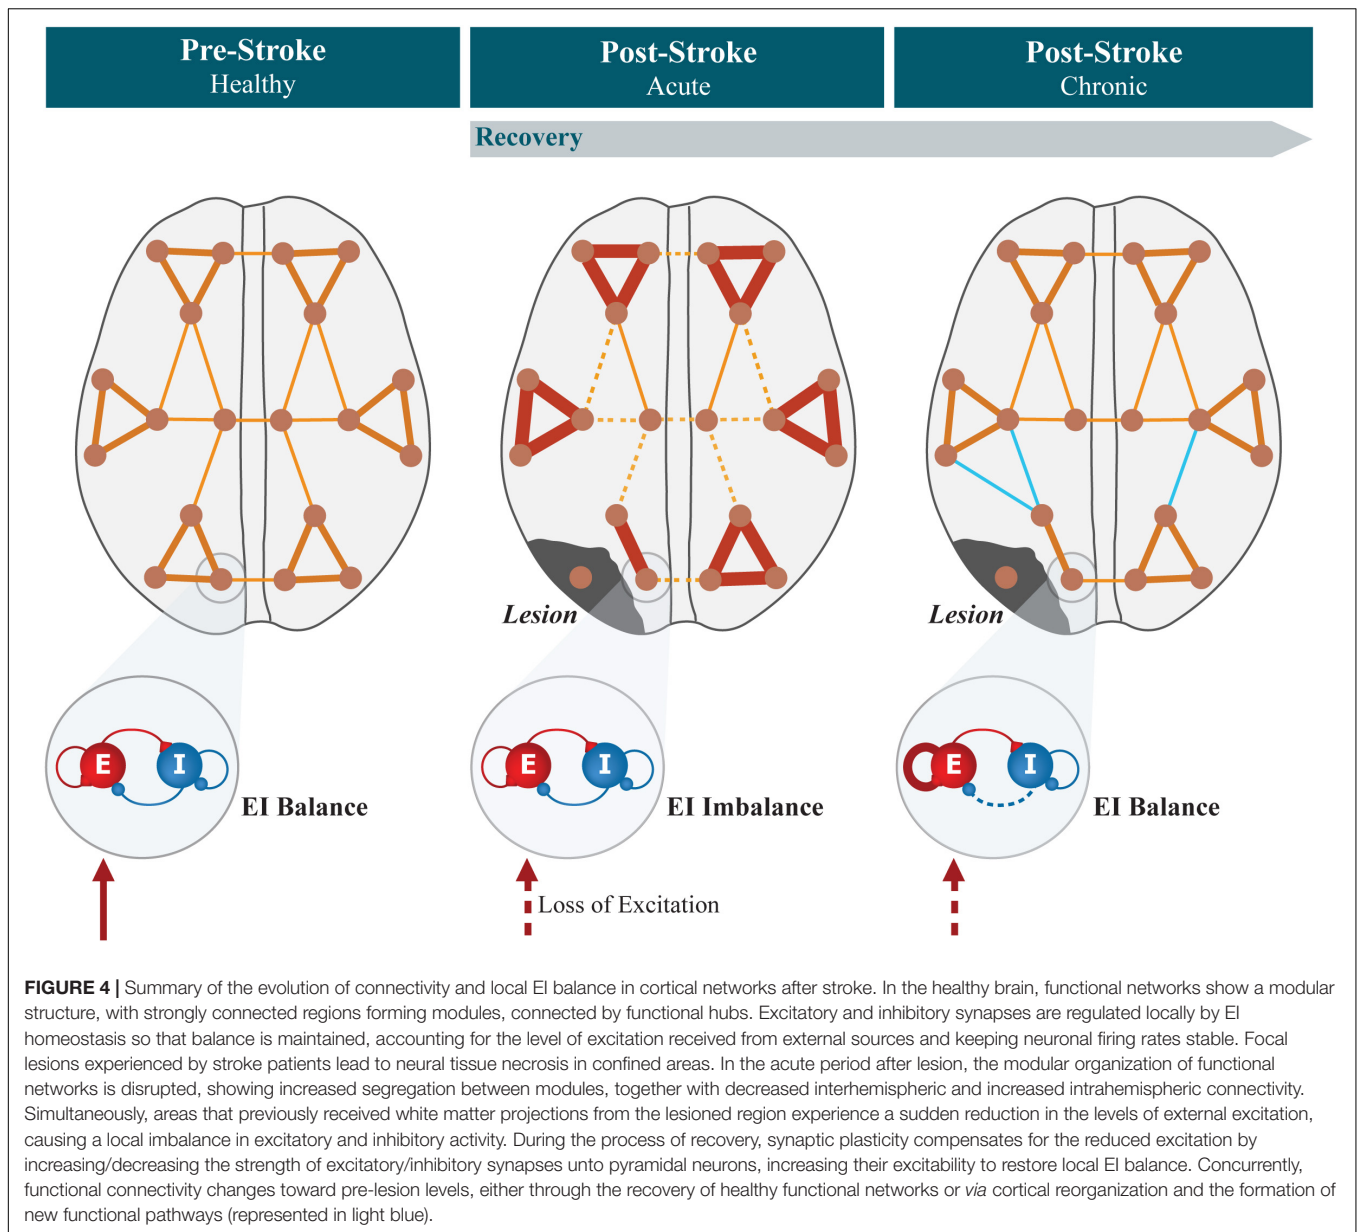 Pre-Stroke
Healthy
Post-Stroke
Acute
Post-Stroke
Chronic
Recovery
Lesion
Lesion
E
I
EI Balance
E
I
EI Imbalance
E
I
EI Balance
Loss of Excitation
FIGURE 4 | Summary of the evolution of connectivity and local EI balance in cortical networks after stroke. In the healthy brain, functional networks show a modular
structure, with strongly connected regions forming modules, connected by functional hubs. Excitatory and inhibitory synapses are regulated locally by EI
homeostasis so that balance is maintained, accounting for the level of excitation received from external sources and keeping neuronal firing rates stable. Focal
lesions experienced by stroke patients lead to neural tissue necrosis in confined areas. In the acute period after lesion, the modular organization of functional
networks is disrupted, showing increased segregation between modules, together with decreased interhemispheric and increased intrahemispheric connectivity.
Simultaneously, areas that previously received white matter projections from the lesioned region experience a sudden reduction in the levels of external excitation,
causing a local imbalance in excitatory and inhibitory activity. During the process of recovery, synaptic plasticity compensates for the reduced excitation by
increasing/decreasing the strength of excitatory/inhibitory synapses unto pyramidal neurons, increasing their excitability to restore local EI balance. Concurrently,
functional connectivity changes toward pre-lesion levels, either through the recovery of healthy functional networks or via cortical reorganization and the formation of
new functional pathways (represented in light blue).